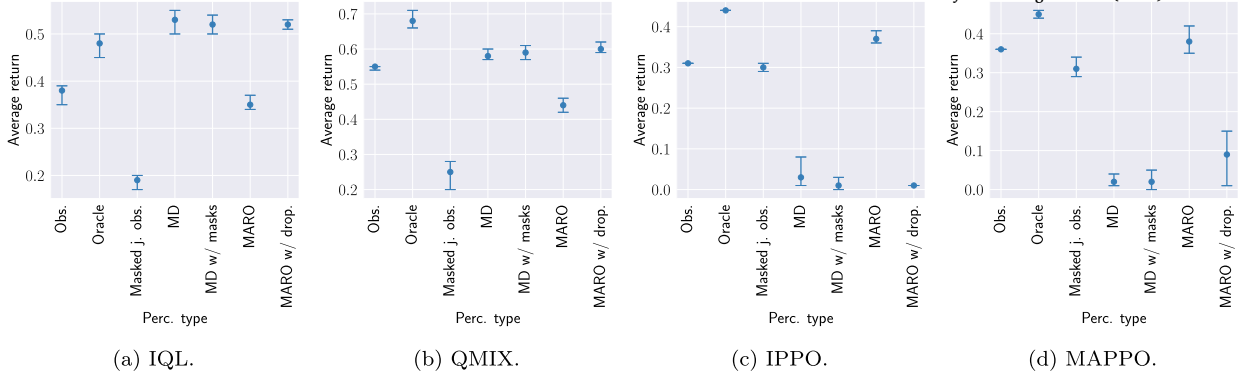 Average return
0.5
0.4
0.3
0.2
Obs.
Oracle
Masked j. obs.
MD
MD w/ masks
MARO
MARO w/ drop.
Perc. type
(a) IQL.
Average return
0.7
0.6
0.5
0.4
0.3
0.2
Obs.
Oracle
Masked j. obs.
MD
MD w/ masks
MARO
MARO w/ drop.
Perc. type
(b) QMIX.
Average return
0.4
0.3
0.2
0.1
0.0
Obs.
Oracle
Masked j. obs.
MD
MD w/ masks
MARO
MARO w/ drop.
Perc. type
(c) IPPO.
Average return
0.4
0.3
0.2
0.1
0.0
Obs.
Oracle
Masked j. obs.
MD
MD w/ masks
MARO
MARO w/ drop.
Perc. type
(d) MAPPO.